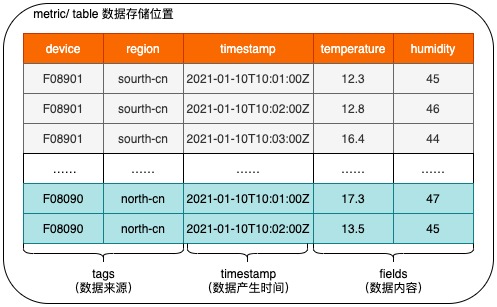 metric/ table 数据存储位置
device region timestamp temperature humidity
F08901 sourth-cn 2021-01-10T10:01:00Z 12.3 45
F08901 sourth-cn 2021-01-10T10:02:00Z 12.8 46
F08901 sourth-cn 2021-01-10T10:03:00Z 16.4 44
...... ...... ...... ...... ......
F08090 north-cn 2021-01-10T10:01:00Z 17.3 47
F08090 north-cn 2021-01-10T10:02:00Z 13.5 45
tags timestamp fields
（数据来源） （数据产生时间） （数据内容）